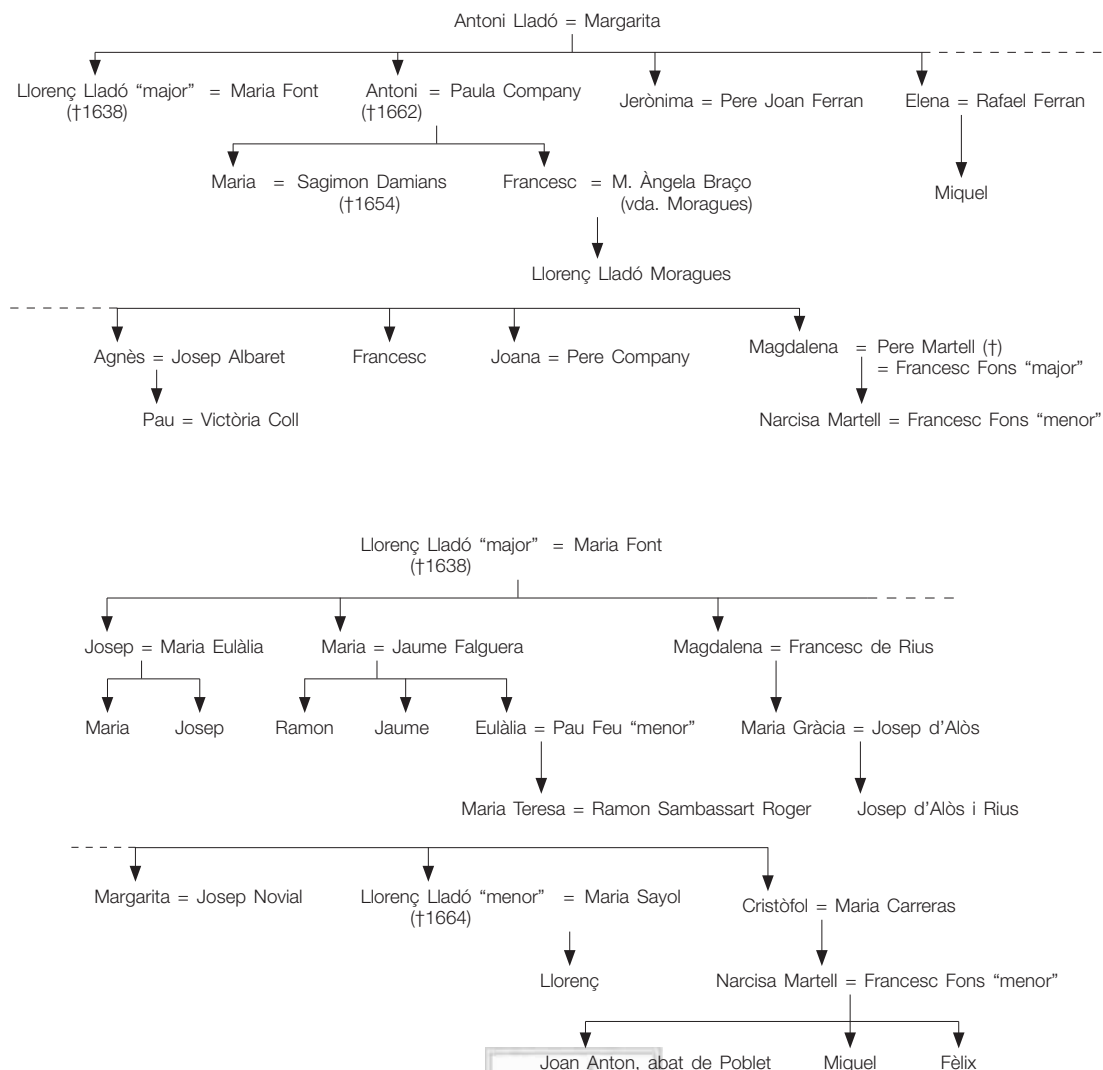 Antoni Lladó = Margarita
Llorenç Lladó “major” = Maria Font
(†1638)
Antoni = Paula Company
(†1662)
Jerònima = Pere Joan Ferran
Elena = Rafael Ferran
Maria = Sagimon Damians
(†1654)
Francesc = M. Àngela Braço
(vda. Moragues)
Miquel
Llorenç Lladó Moragues
Agnès = Josep Albaret
Francesc
Joana = Pere Company
Magdalena = Pere Martell (†)
= Francesc Fons “major”
Pau = Victòria Coll
Narcisa Martell = Francesc Fons “menor”
Llorenç Lladó “major” = Maria Font
(†1638)
Josep = Maria Eulàlia
Maria = Jaume Falguera
Magdalena = Francesc de Rius
Maria
Josep
Ramon
Jaume
Eulàlia = Pau Feu “menor”
Maria Gràcia = Josep d’Alòs
Maria Teresa = Ramon Sambassart Roger
Josep d’Alòs i Rius
Margarita = Josep Novial
Llorenç Lladó “menor” = Maria Sayol
(†1664)
Cristòfol = Maria Carreras
Llorenç
Narcisa Martell = Francesc Fons “menor”
Joan Anton, abat de Poblet
Miquel
Fèlix